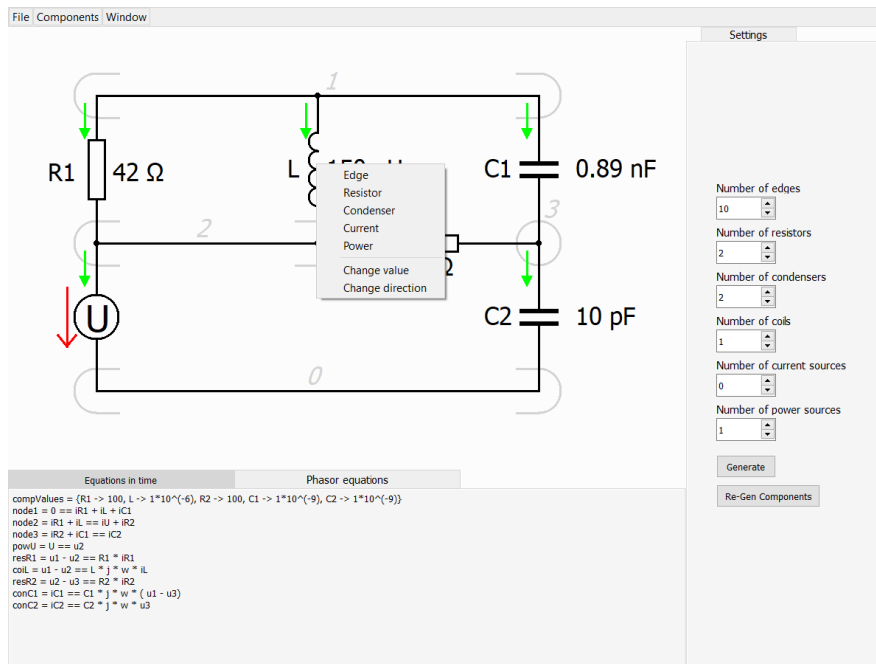 File Components Window
Settings
1
R1
42 Ω
L
C1
0.89 nF
Edge
Resistor
Condenser
Current
Power
Change value
Change direction
2
3
Ω
U
C2
10 pF
0
Number of edges
10
Number of resistors
2
Number of condensers
2
Number of coils
1
Number of current sources
0
Number of power sources
1
Generate
Re-Gen Components
Equations in time
Phasor equations
compValues = {R1 -> 100, L -> 1*10^(-6), R2 -> 100, C1 -> 1*10^(-9), C2 -> 1*10^(-9)}
node1 = 0 == iR1 + iL + iC1
node2 = iR1 + iL == iU + iR2
node3 = iR2 + iC1 == iC2
powU = U == u2
resR1 = u1 - u2 == R1 * iR1
coiL = u1 - u2 == L * j * w * iL
resR2 = u2 - u3 == R2 * iR2
conC1 = iC1 == C1 * j * w * ( u1 - u3)
conC2 = iC2 == C2 * j * w * u3